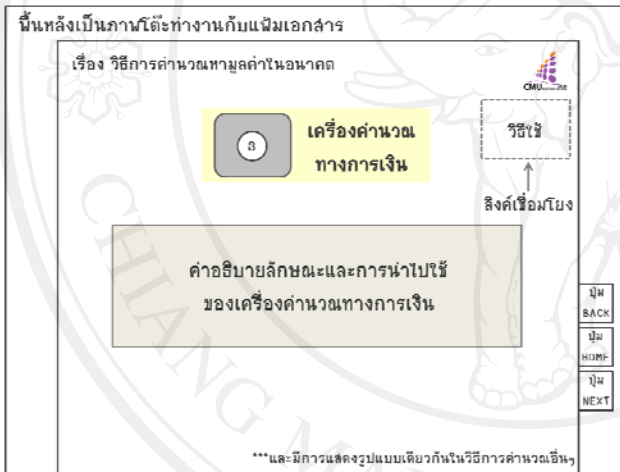 พื้นหลังเป็นภาพโต๊ะทำงานกับแฟ้มเอกสาร
เรื่อง วิธีการคำนวณหามูลค่าในอนาคต
CMU
3
เครื่องคำนวณ
ทางการเงิน
วิธีใช้
ลิงค์เชื่อมโยง
คำอธิบายลักษณะและการนำไปใช้
ของเครื่องคำนวณทางการเงิน
ปุ่ม
BACK
ปุ่ม
HOME
ปุ่ม
NEXT
***และมีการแสดงรูปแบบเดียวกันในวิธีการคำนวณอื่นๆ
CHIANG MA